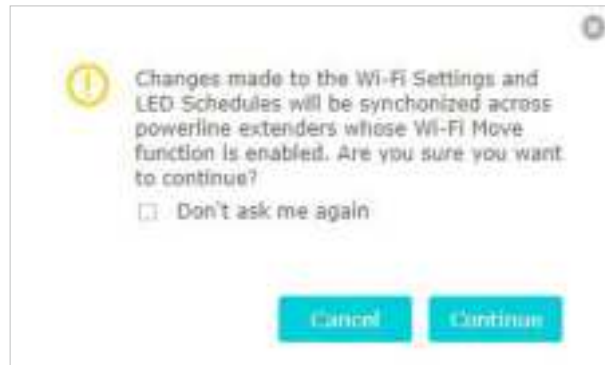 Changes made to the Wi-Fi Settings and
LED Schedules will be synchonized across
powerline extenders whose Wi-Fi Move
function is enabled. Are you sure you want
to continue?
Don't ask me again
Cancel Continue